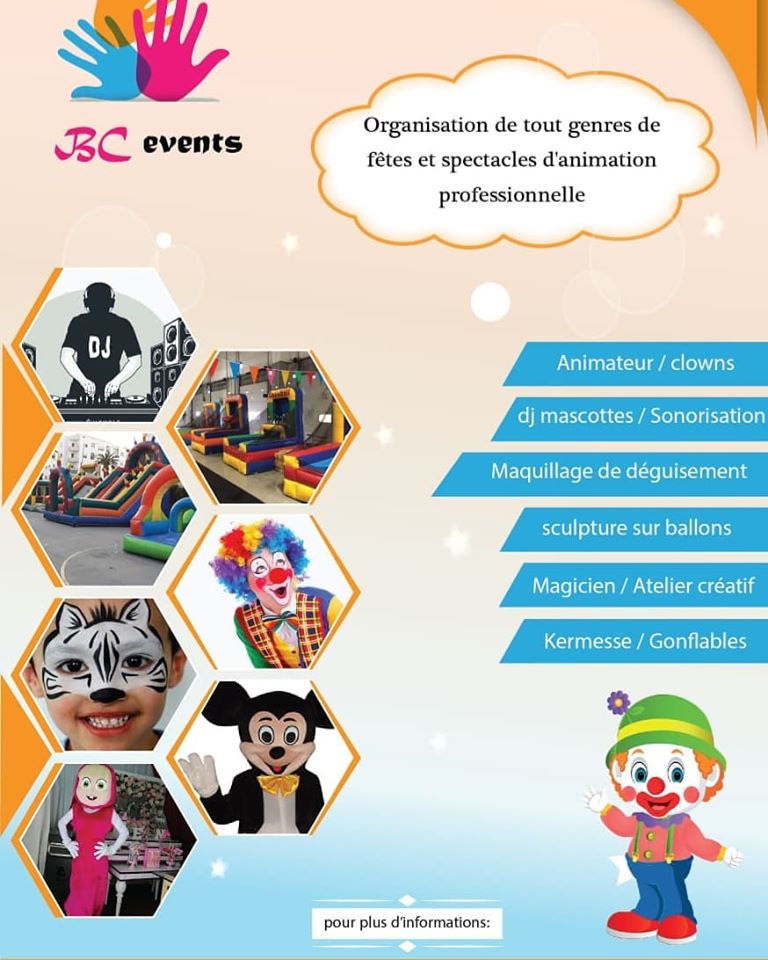 BC events
Organisation de tout genres de
fêtes et spectacles d'animation
professionnelle
DJ
Animateur / clowns
dj mascottes / Sonorisation
Maquillage de déguisement
sculpture sur ballons
Magicien / Atelier créatif
Kermesse / Gonflables
pour plus d'informations: